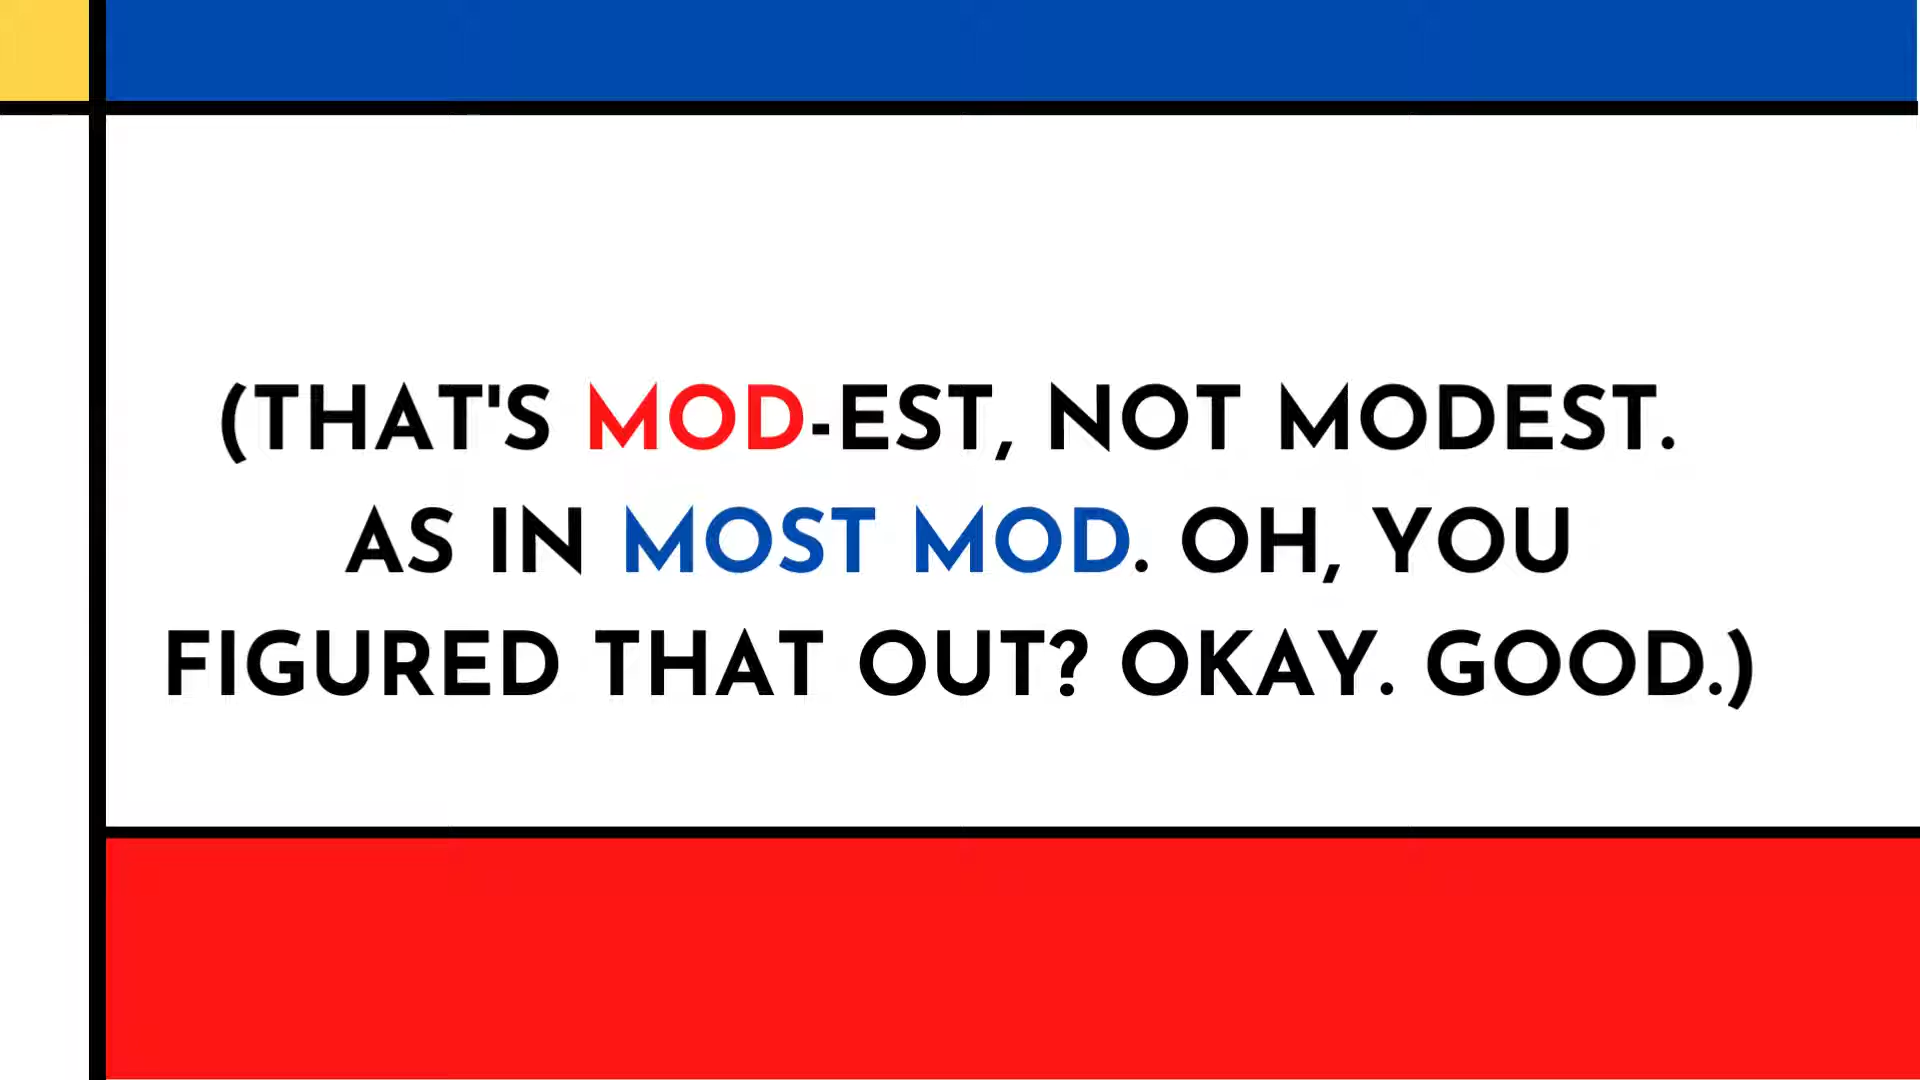 (THAT'S MOD-EST, NOT MODEST.
AS IN MOST MOD. OH, YOU
FIGURED THAT OUT? OKAY. GOOD.)